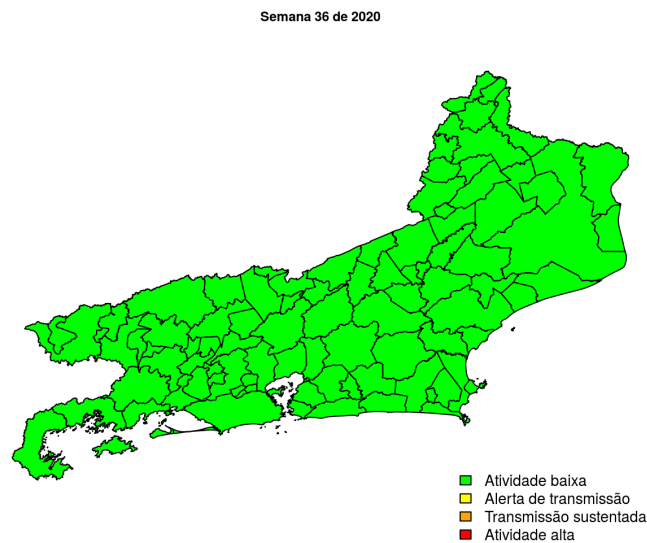 Semana 36 de 2020
Atividade baixa
Alerta de transmissão
Transmissão sustentada
Atividade alta